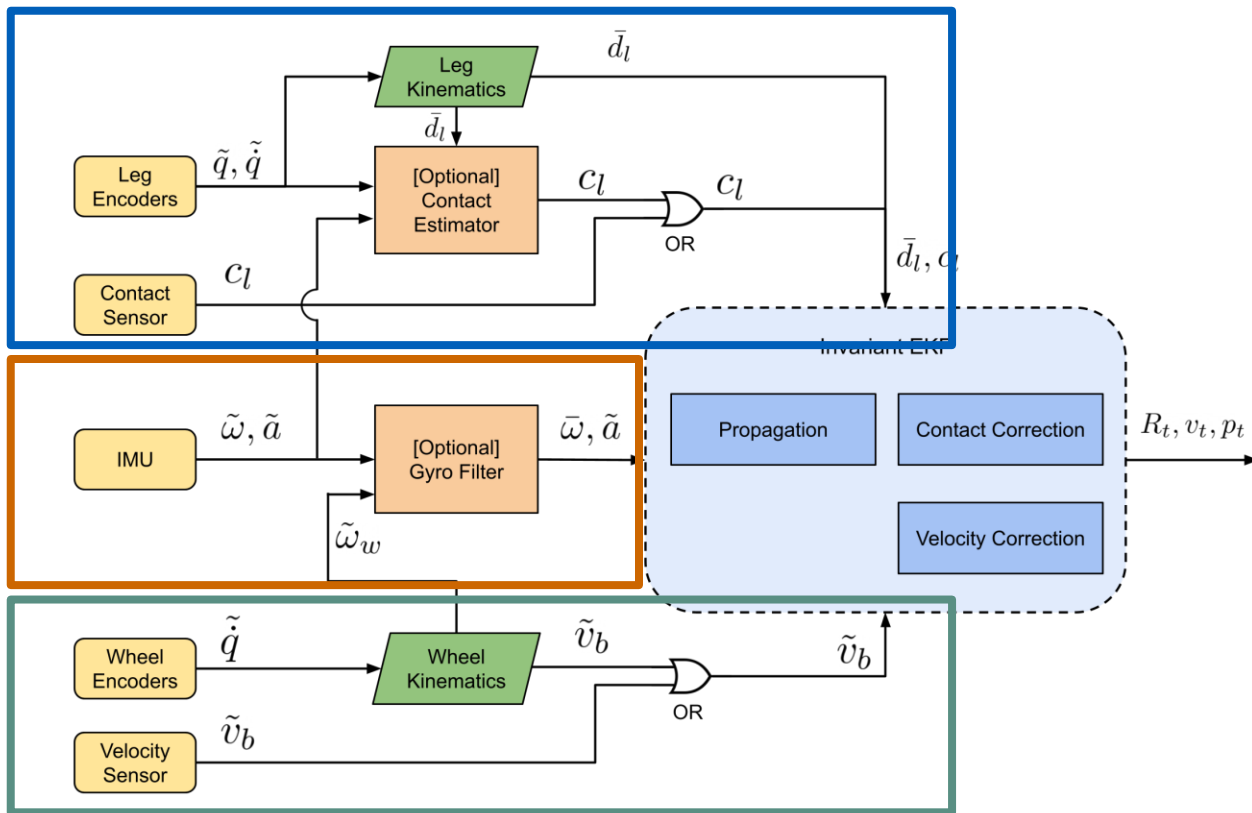 Leg
Kinematics
d̄_l
d̄_l
Leg
Encoders
q̃, q̇̃
[Optional]
Contact
Estimator
c_l
OR
c_l
Contact
Sensor
c_l
d̄_l, c_l
Invariant EKF
IMU
ω̃, ã
[Optional]
Gyro Filter
ω̄, ã
ω̃_w
Propagation
Contact Correction
Velocity Correction
R_t, v_t, p_t
Wheel
Encoders
q̇̃
Wheel
Kinematics
ṽ_b
OR
ṽ_b
Velocity
Sensor
ṽ_b